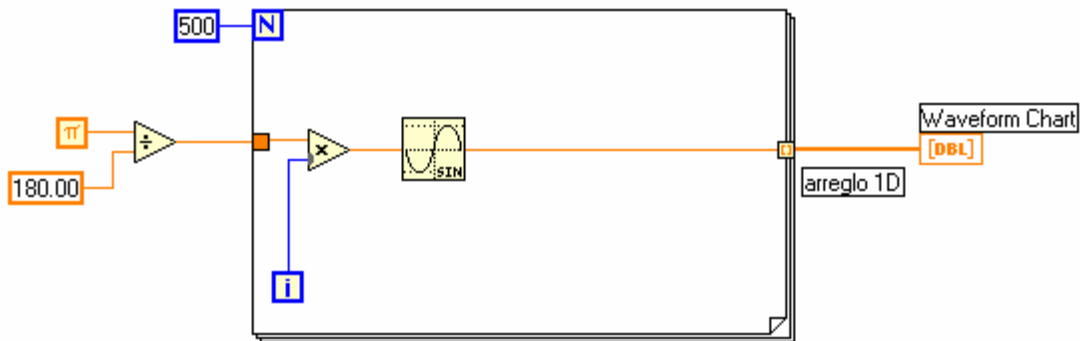 500
N
π
÷
180.00
×
SIN
i
Waveform Chart
[DBL]
[]
arreglo 1D